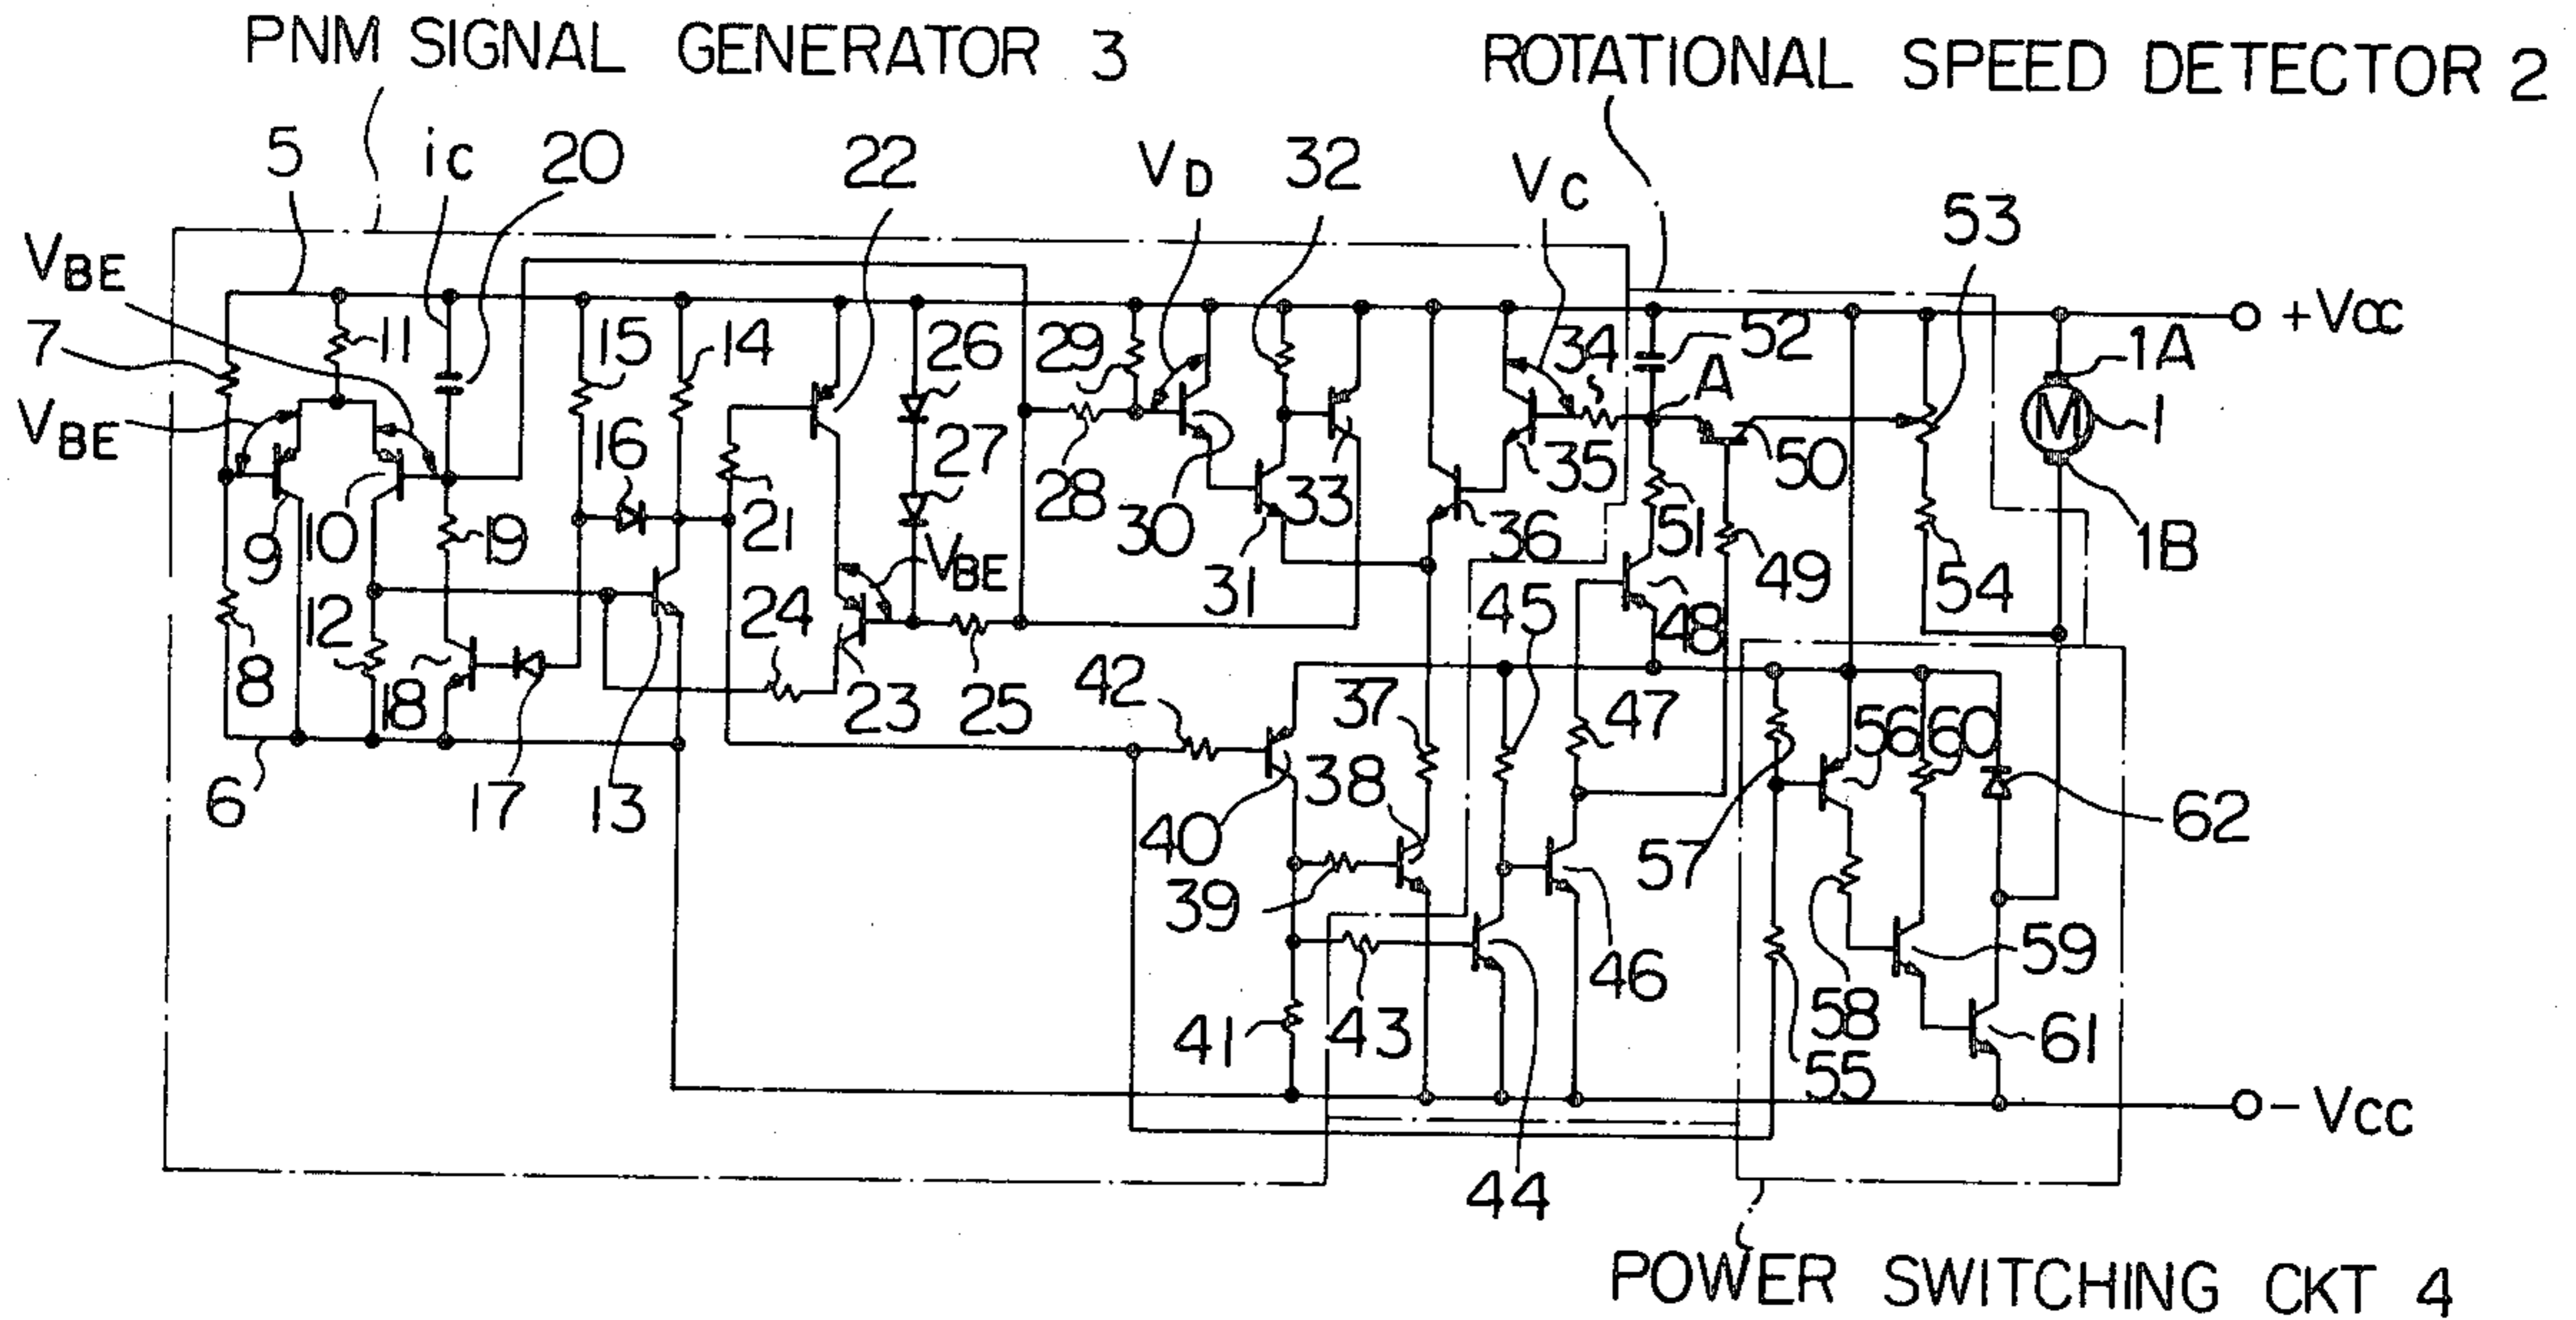 PNM SIGNAL GENERATOR 3
ROTATIONAL SPEED DETECTOR 2
5 ic 20 22 VD 32 VC 53
VBE
7 11 15 14 26 29 34 52 1A +VCC
S A
VBE 16 27 M 1
9 10 19 21 28 30 33 35 50
VBE 31 36 51 49 1B
8 12 18 24 45 48 54
23 25 42 37 47
6 17 13 38 56 60
40 62
39 57
46 59
41 43 58 61
55 -VCC
44
POWER SWITCHING CKT 4